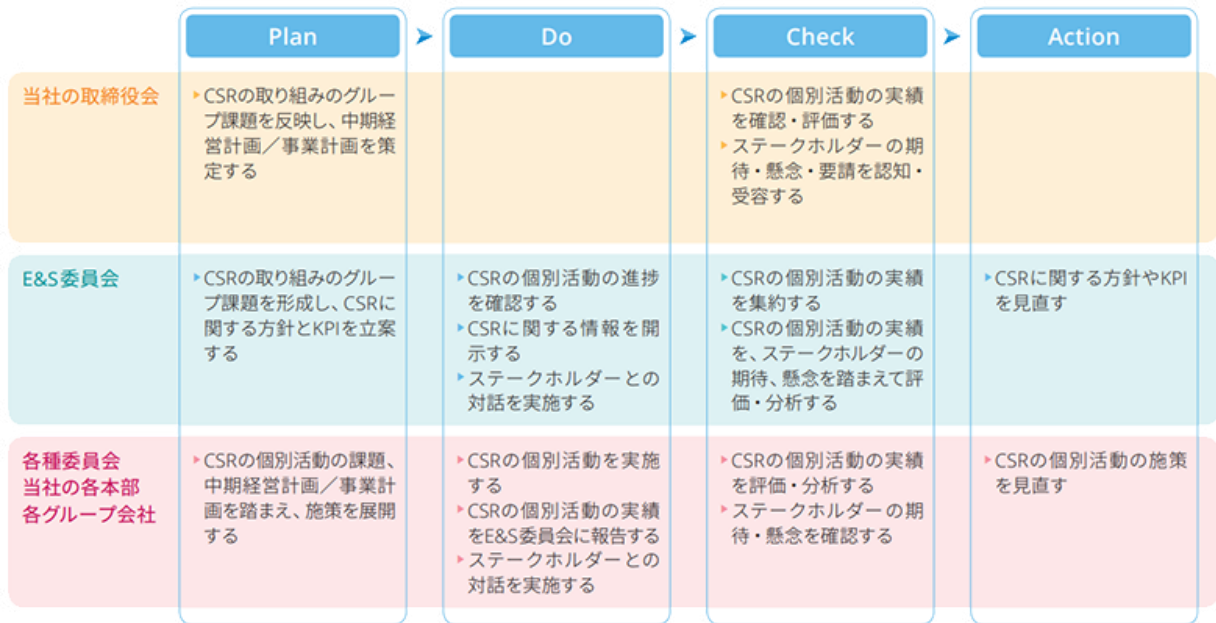 Plan
Do
Check
Action
当社の取締役会
CSRの取り組みのグルー
プ課題を反映し、中期経
営計画／事業計画を策
定する
CSRの個別活動の実績
を確認・評価する
ステークホルダーの期
待・懸念・要請を認知・
受容する
E&S委員会
CSRの取り組みのグルー
プ課題を形成し、CSRに
関する方針とKPIを立案
する
CSRの個別活動の進捗
を確認する
CSRに関する情報を開
示する
ステークホルダーとの
対話を実施する
CSRの個別活動の実績
を集約する
CSRの個別活動の実績
を、ステークホルダーの
期待、懸念を踏まえて評
価・分析する
CSRに関する方針やKPI
を見直す
各種委員会
当社の各本部
各グループ会社
CSRの個別活動の課題、
中期経営計画／事業計
画を踏まえ、施策を展開
する
CSRの個別活動を実施
する
CSRの個別活動の実績
をE&S委員会に報告する
ステークホルダーとの
対話を実施する
CSRの個別活動の実績
を評価・分析する
ステークホルダーの期
待・懸念を確認する
CSRの個別活動の施策
を見直す